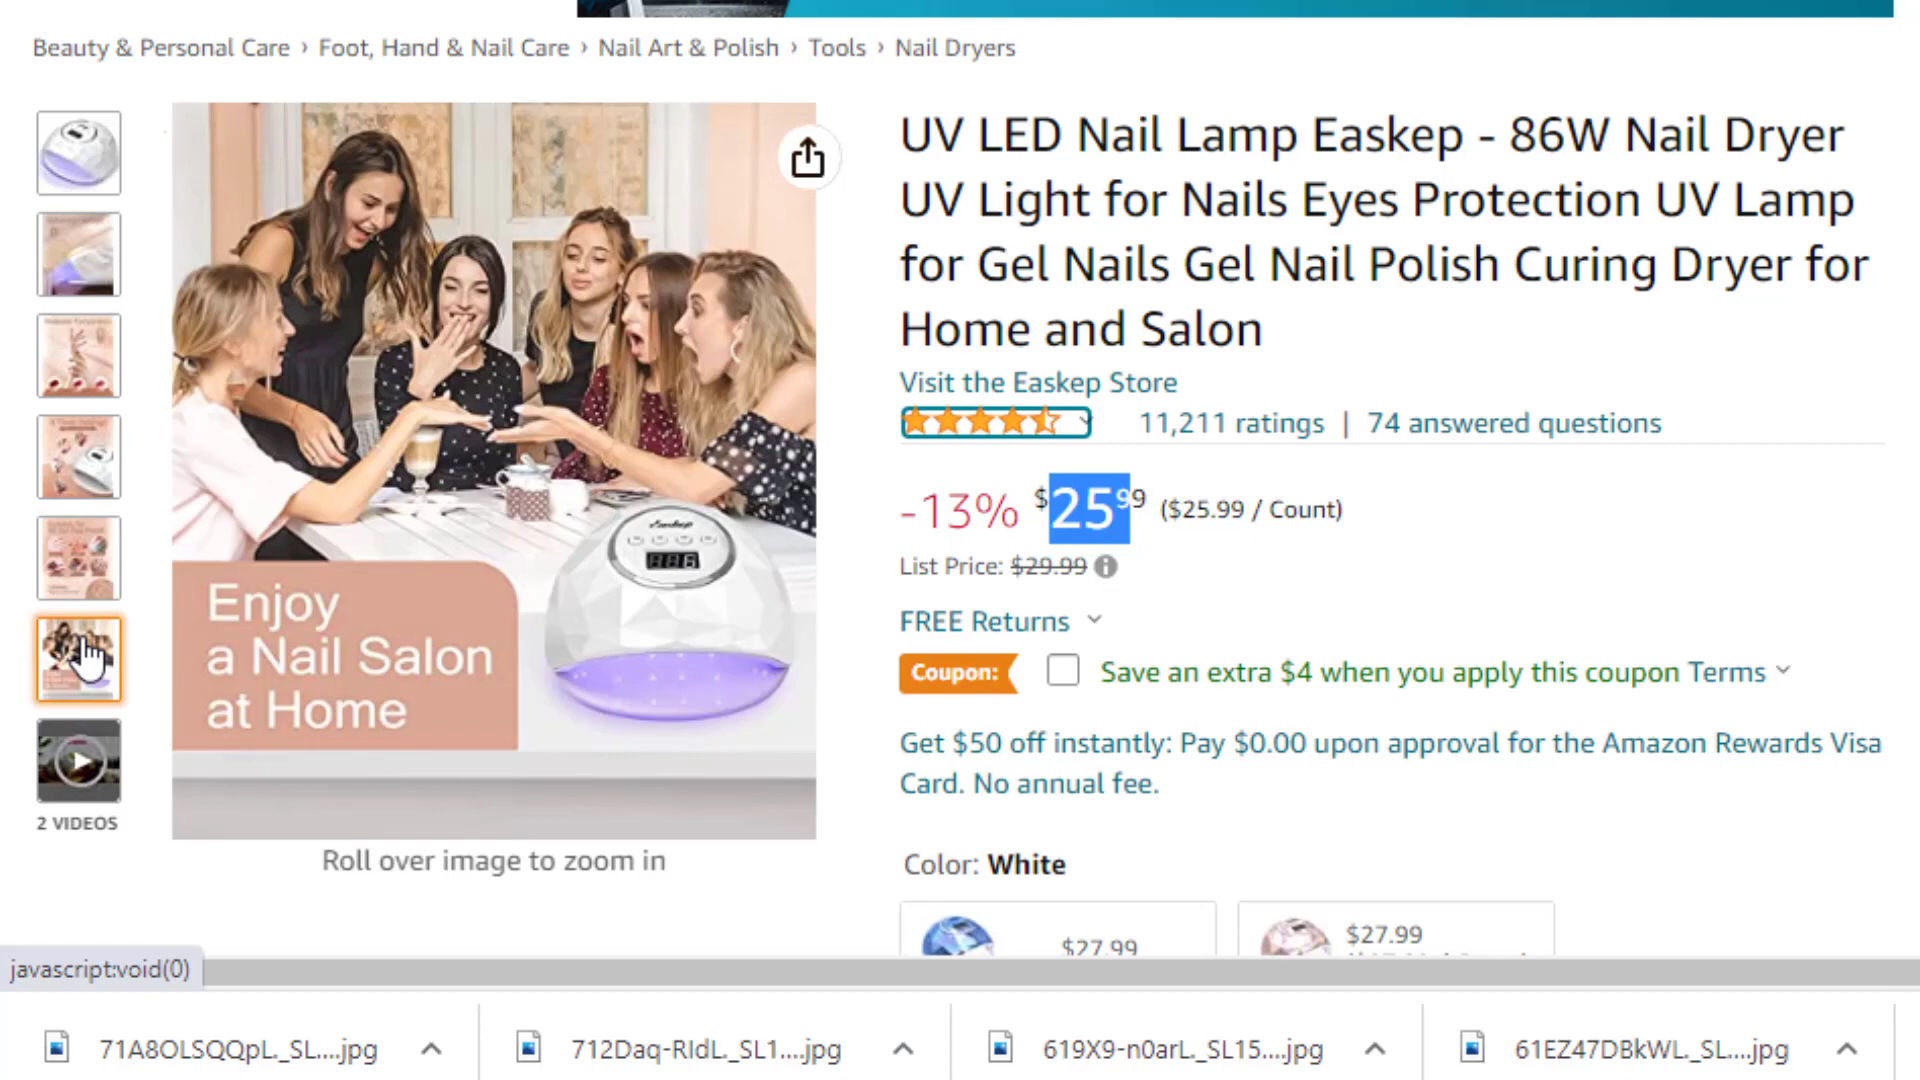 Beauty & Personal Care › Foot, Hand & Nail Care › Nail Art & Polish › Tools › Nail Dryers
UV LED Nail Lamp Easkep - 86W Nail Dryer
UV Light for Nails Eyes Protection UV Lamp
for Gel Nails Gel Nail Polish Curing Dryer for
Home and Salon
Visit the Easkep Store
11,211 ratings | 74 answered questions
-13% $25 99 ($25.99 / Count)
List Price: $29.99
FREE Returns
Coupon: Save an extra $4 when you apply this coupon Terms
Get $50 off instantly: Pay $0.00 upon approval for the Amazon Rewards Visa
Card. No annual fee.
Color: White
$27.99
$27.99
Easkep
Enjoy
a Nail Salon
at Home
2 VIDEOS
Roll over image to zoom in
javascript:void(0)
71A8OLSQQpL._SL....jpg
712Daq-RIdL._SL1....jpg
619X9-n0arL._SL15....jpg
61EZ47DBkWL._SL....jpg